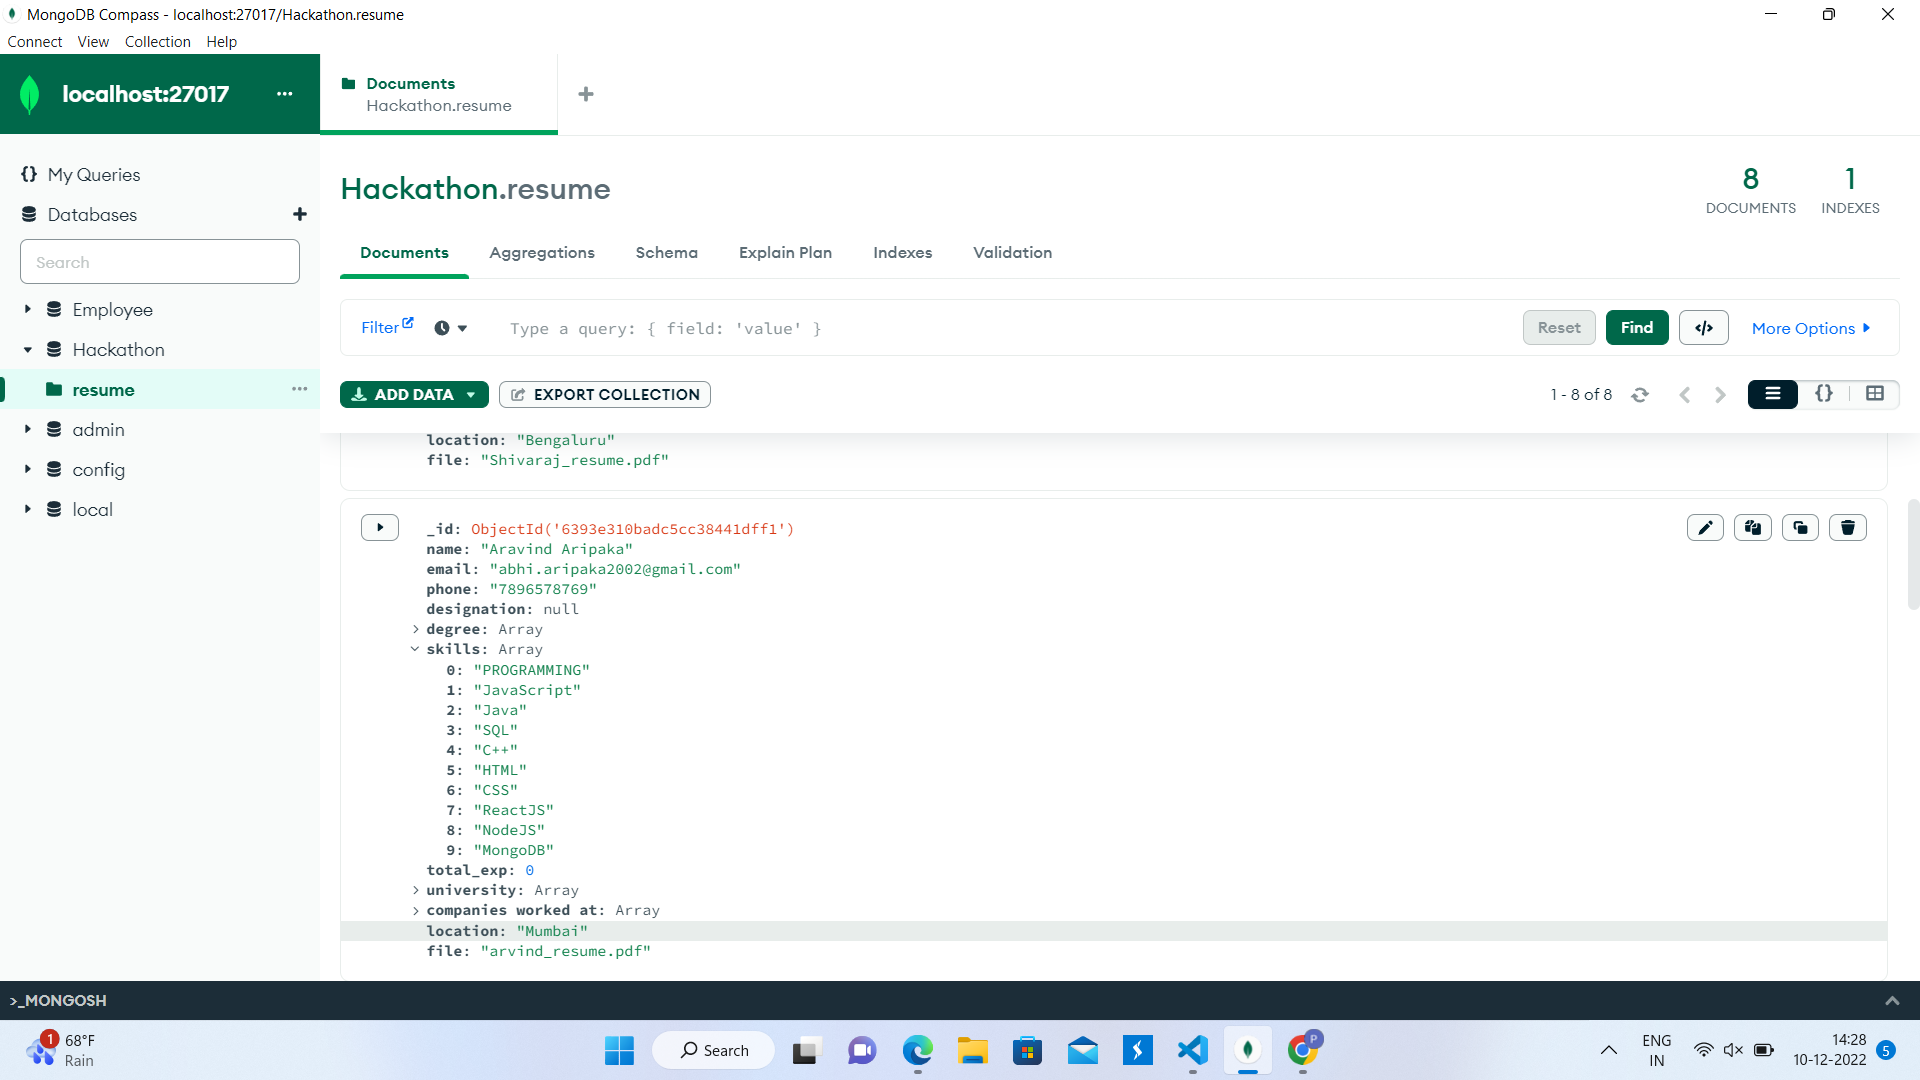 MongoDB Compass - localhost:27017/Hackathon.resume
Connect View Collection Help
localhost:27017
Documents
Hackathon.resume
My Queries
Databases
Search
Employee
Hackathon
resume
admin
config
local
Hackathon.resume
8
DOCUMENTS
1
INDEXES
Documents Aggregations Schema Explain Plan Indexes Validation
Filter Type a query: { field: 'value' } Reset Find </> More Options
ADD DATA EXPORT COLLECTION 1 - 8 of 8 {}
location: "Bengaluru"
file: "Shivaraj_resume.pdf"
_id: ObjectId('6393e310badc5cc38441dff1')
name: "Aravind Aripaka"
email: "abhi.aripaka2002@gmail.com"
phone: "7896578769"
designation: null
degree: Array
skills: Array
0: "PROGRAMMING"
1: "JavaScript"
2: "Java"
3: "SQL"
4: "C++"
5: "HTML"
6: "CSS"
7: "ReactJS"
8: "NodeJS"
9: "MongoDB"
total_exp: 0
university: Array
companies worked at: Array
location: "Mumbai"
file: "arvind_resume.pdf"
>_MONGOSH
1
68°F
Rain
Search
P
ENG
IN
14:28
10-12-2022
5